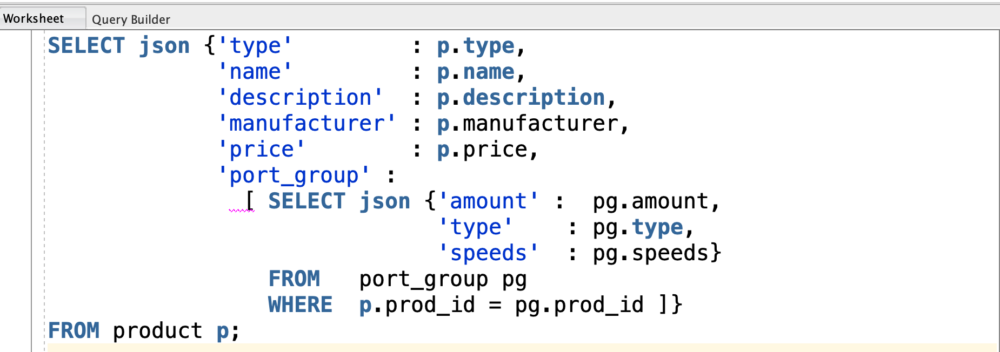 Worksheet Query Builder
SELECT json {'type' : p.type,
'name' : p.name,
'description' : p.description,
'manufacturer' : p.manufacturer,
'price' : p.price,
'port_group' :
[ SELECT json {'amount' : pg.amount,
'type' : pg.type,
'speeds' : pg.speeds}
FROM port_group pg
WHERE p.prod_id = pg.prod_id ]}
FROM product p;